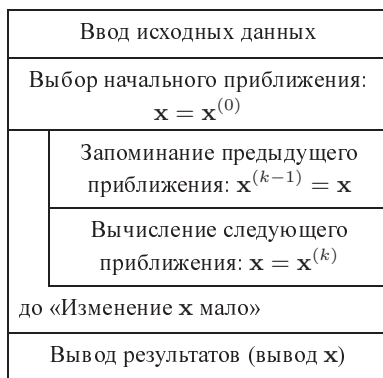 Ввод исходных данных
Выбор начального приближения:
x = x^(0)
Запоминание предыдущего
приближения: x^(k−1) = x
Вычисление следующего
приближения: x = x^(k)
до «Изменение x мало»
Вывод результатов (вывод x)